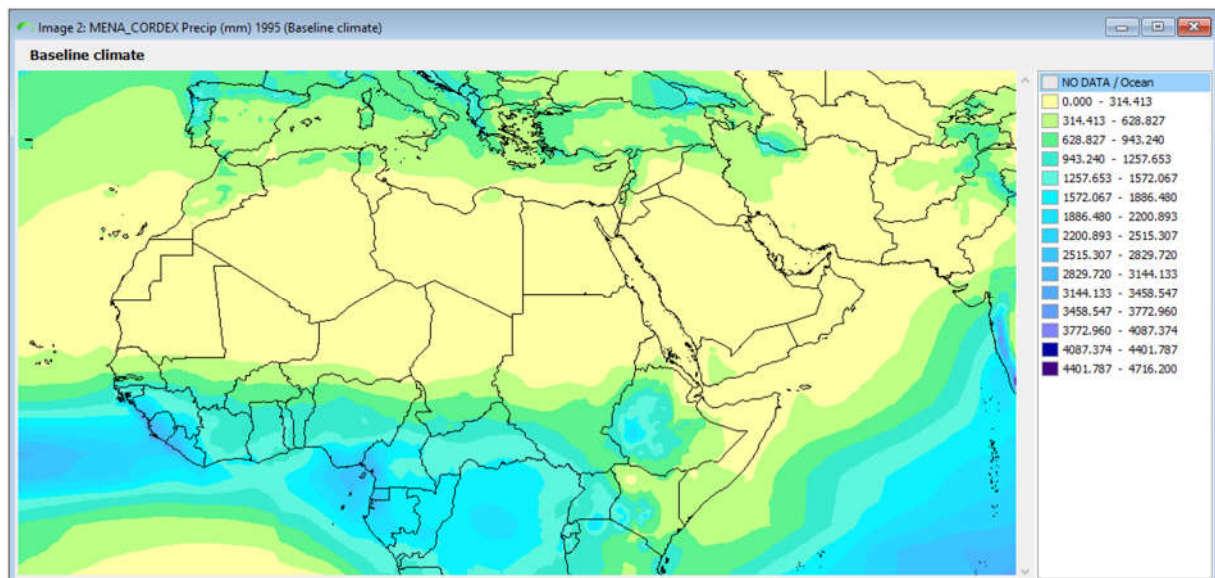 Image 2: MENA_CORDEX Precip (mm) 1995 (Baseline climate)
Baseline climate
NO DATA / Ocean
0.000 - 314.413
314.413 - 628.827
628.827 - 943.240
943.240 - 1257.653
1257.653 - 1572.067
1572.067 - 1886.480
1886.480 - 2200.893
2200.893 - 2515.307
2515.307 - 2829.720
2829.720 - 3144.133
3144.133 - 3458.547
3458.547 - 3772.960
3772.960 - 4087.374
4087.374 - 4401.787
4401.787 - 4716.200